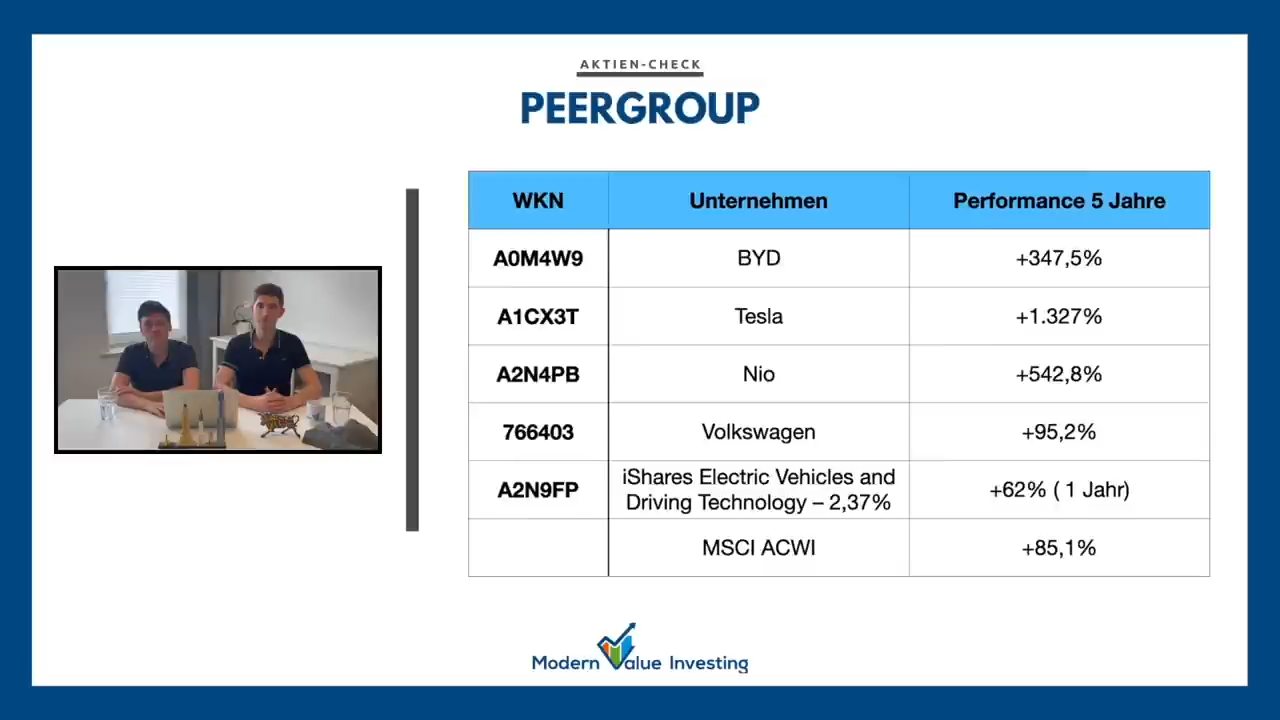 AKTIEN-CHECK
PEERGROUP
WKN Unternehmen Performance 5 Jahre
A0M4W9 BYD +347,5%
A1CX3T Tesla +1.327%
A2N4PB Nio +542,8%
766403 Volkswagen +95,2%
A2N9FP iShares Electric Vehicles and
Driving Technology – 2,37% +62% ( 1 Jahr)
MSCI ACWI +85,1%
Modern Value Investing